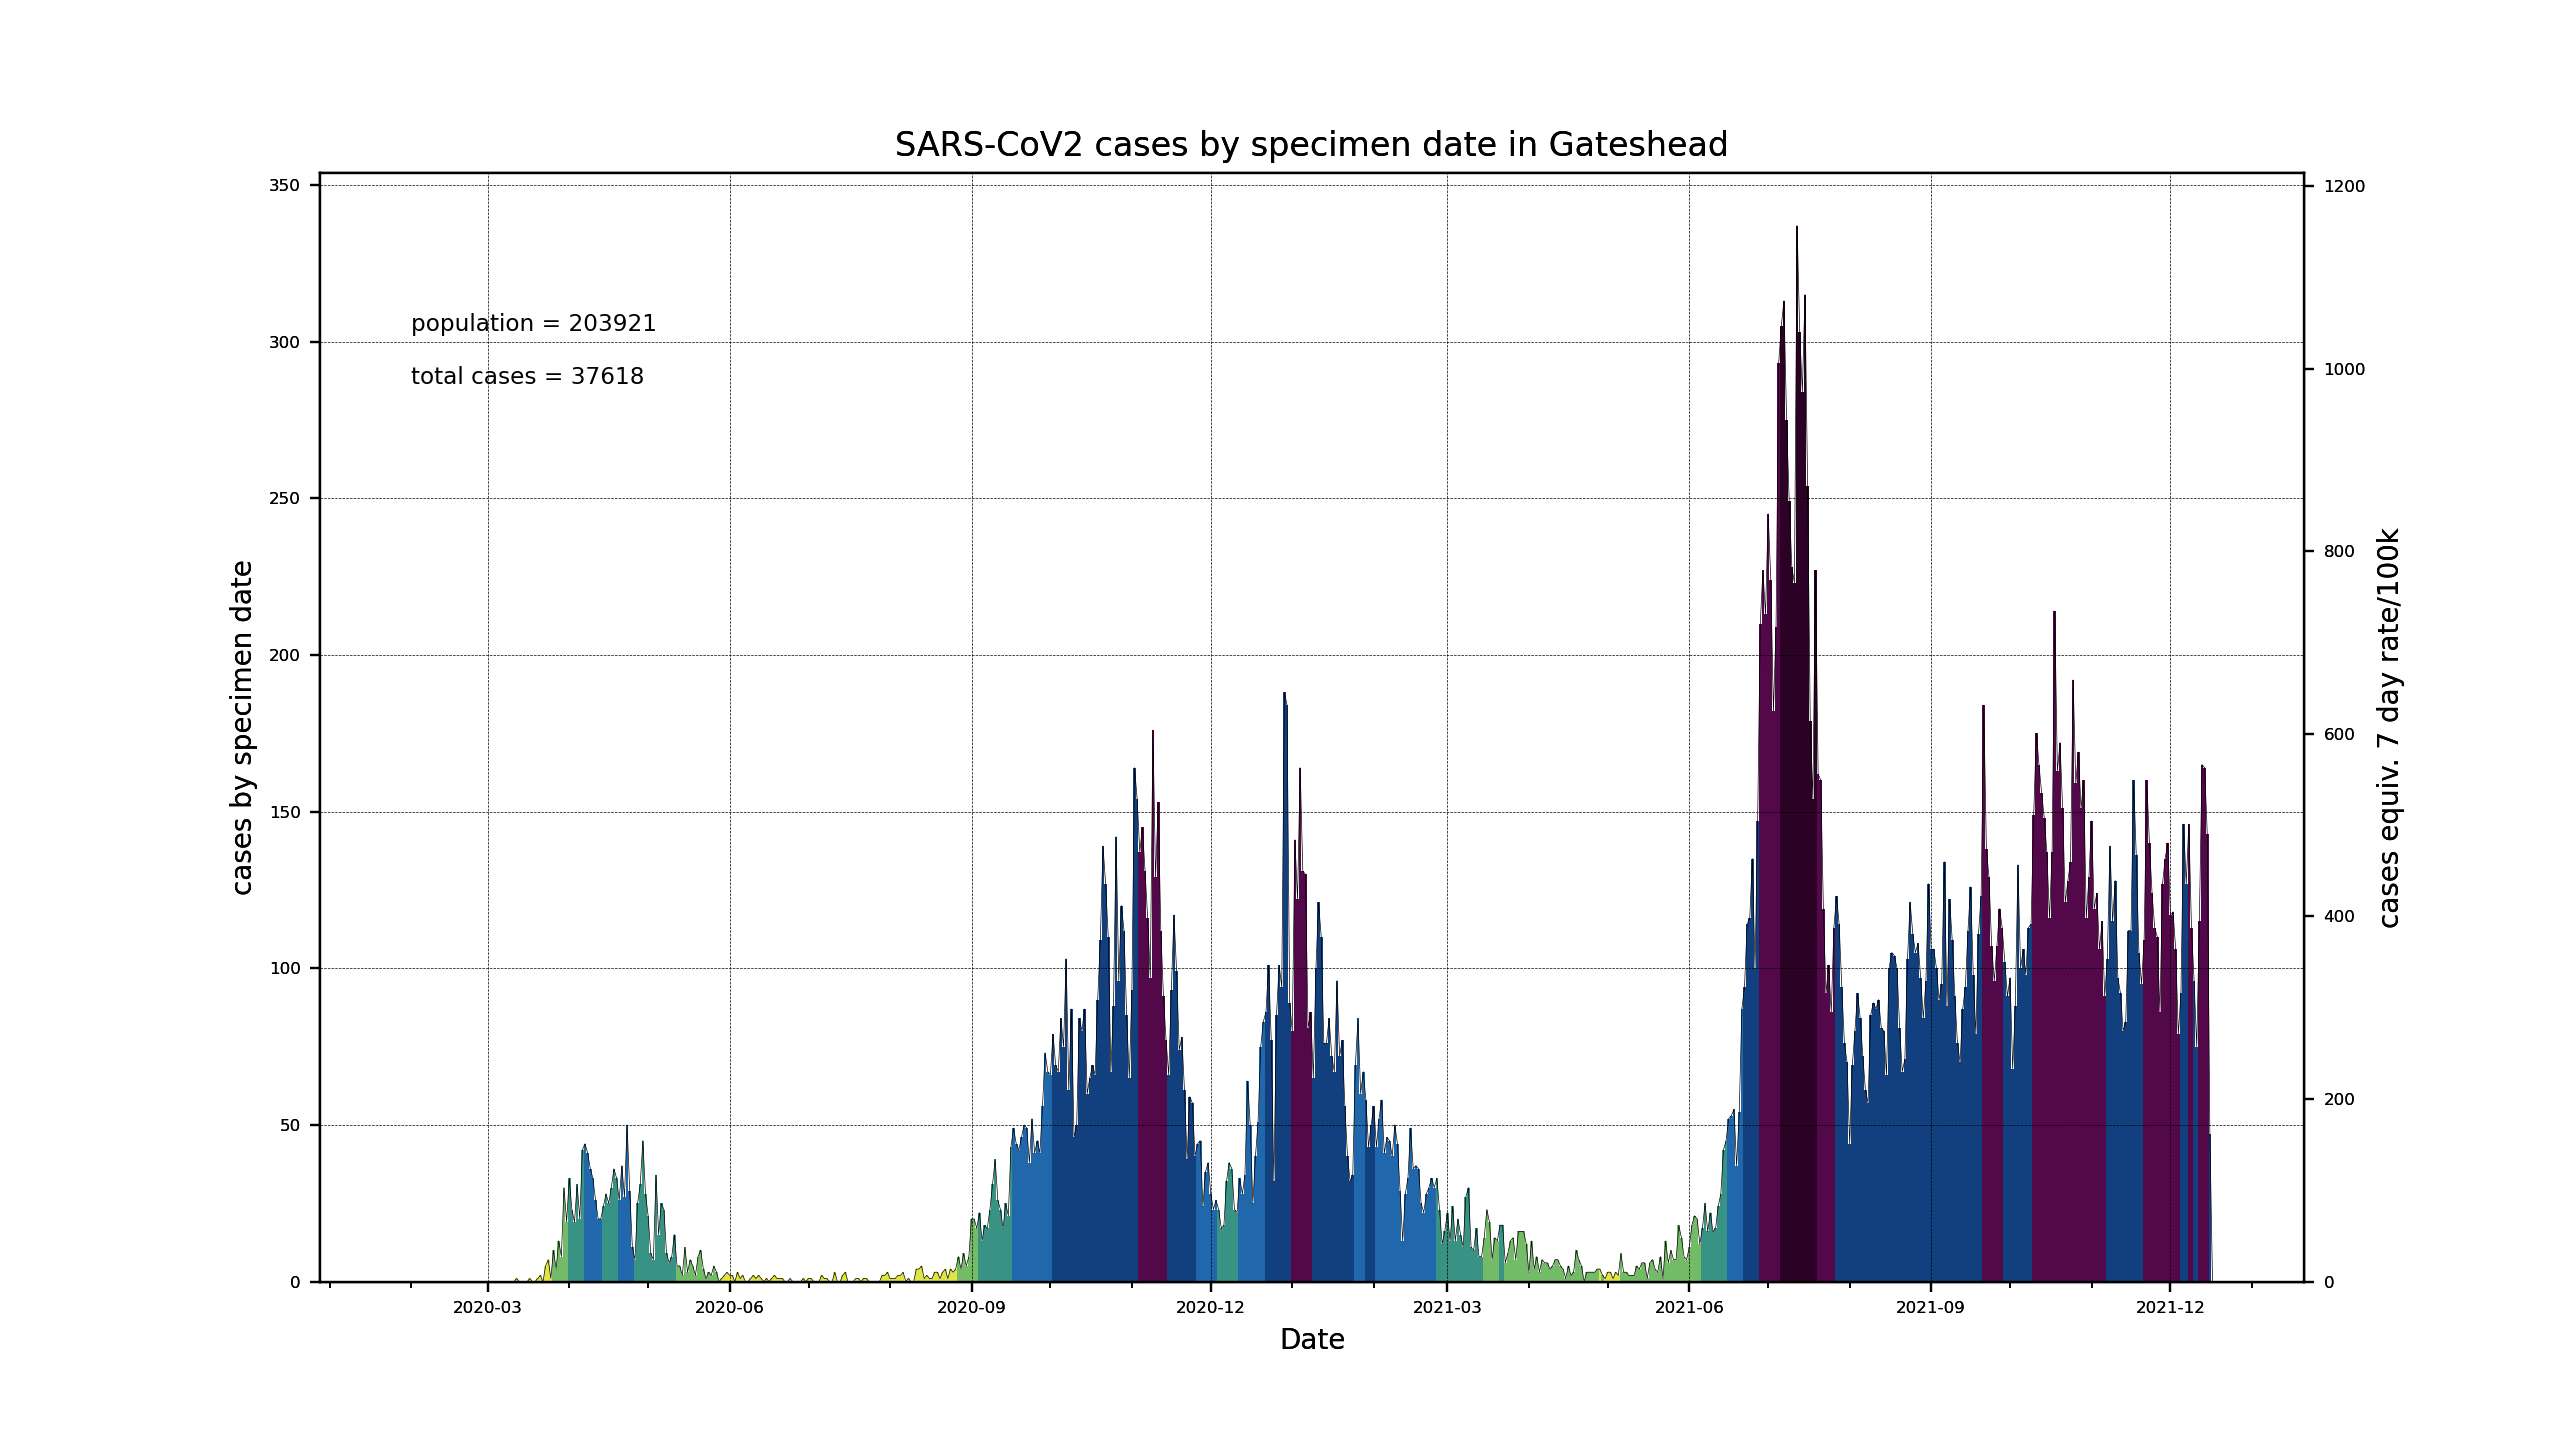 SARS-CoV2 cases by specimen date in Gateshead
350
300
250
200
150
100
50
0
cases by specimen date
population = 203921
total cases = 37618
1200
1000
800
600
400
200
0
cases equiv. 7 day rate/100k
2020-03 2020-06 2020-09 2020-12 2021-03 2021-06 2021-09 2021-12
Date